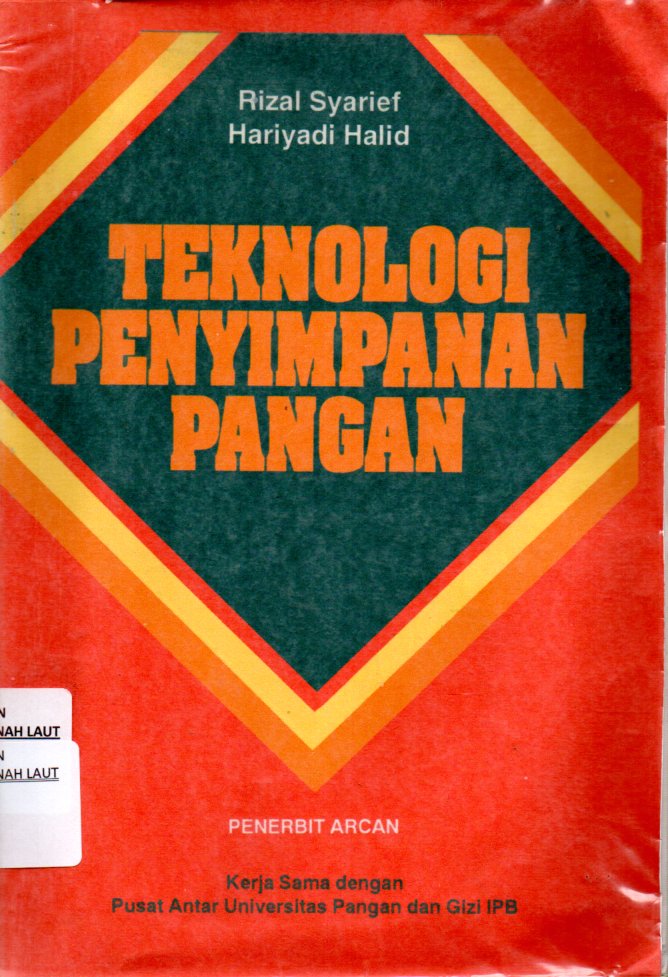 Rizal Syarief
Hariyadi Halid
TEKNOLOGI
PENYIMPANAN
PANGAN
N
NAH LAUT
N
NAH LAUT
PENERBIT ARCAN
Kerja Sama dengan
Pusat Antar Universitas Pangan dan Gizi IPB